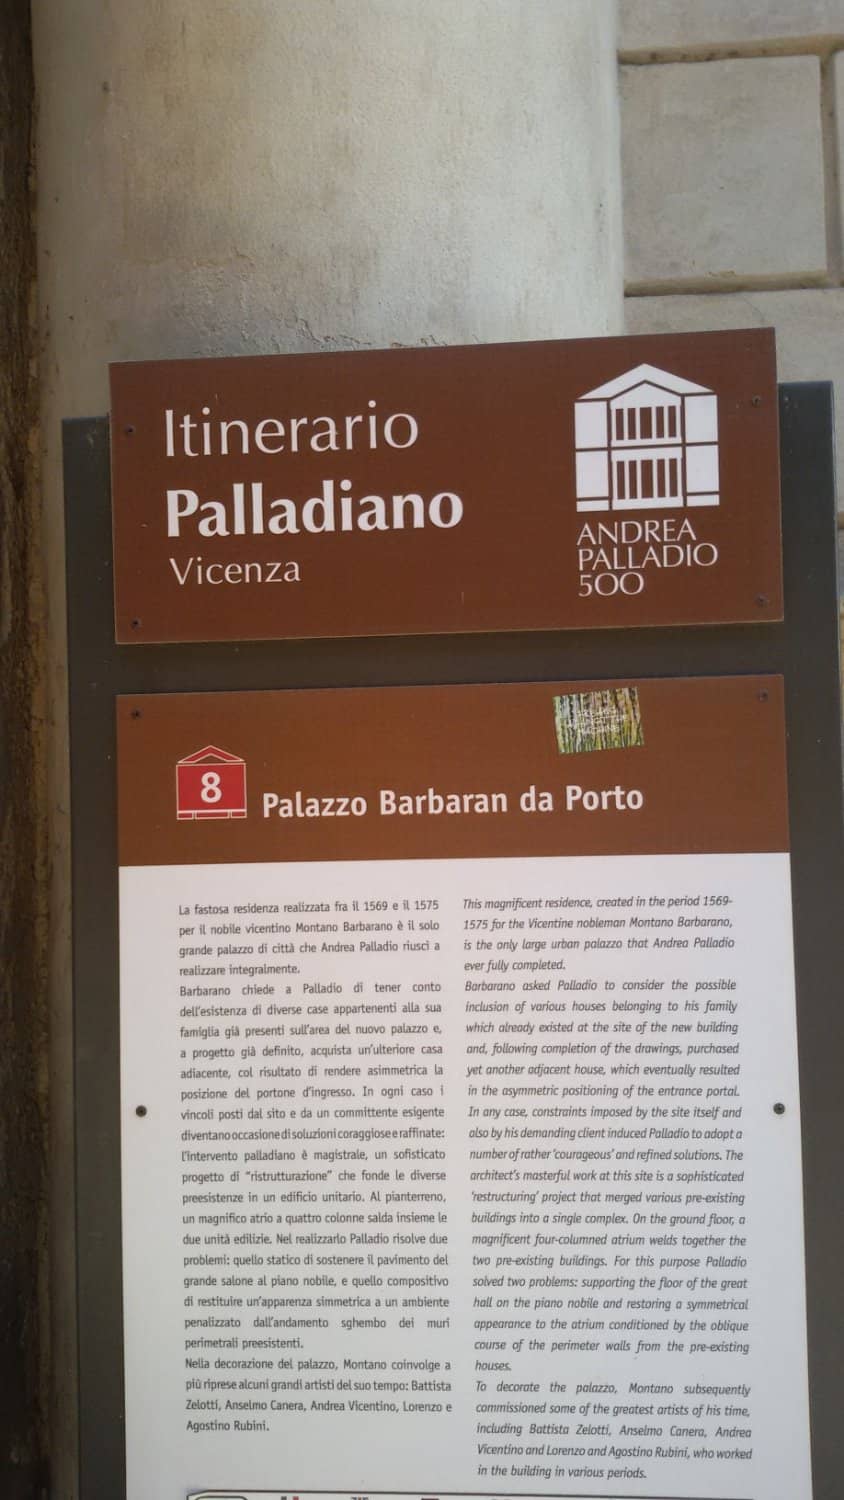 Itinerario
Palladiano
Vicenza
ANDREA
PALLADIO
500
8
Palazzo Barbaran da Porto
La fastosa residenza realizzata fra il 1569 e il 1575
per il nobile vicentino Montano Barbarano è il solo
grande palazzo di città che Andrea Palladio riuscì a
realizzare integralmente.
Barbarano chiede a Palladio di tener conto
dell'esistenza di diverse case appartenenti alla sua
famiglia già presenti sull'area del nuovo palazzo e,
a progetto già definito, acquista un'ulteriore casa
adiacente, col risultato di rendere asimmetrica la
posizione del portone d'ingresso. In ogni caso i
vincoli posti dal sito e da un committente esigente
diventano occasione di soluzioni coraggiose e raffinate:
l'intervento palladiano è magistrale, un sofisticato
progetto di "ristrutturazione" che fonde le diverse
preesistenze in un edificio unitario. Al pianterreno,
un magnifico atrio a quattro colonne salda insieme le
due unità edilizie. Nel realizzarlo Palladio risolve due
problemi: quello statico di sostenere il pavimento del
grande salone al piano nobile, e quello compositivo
di restituire un'apparenza simmetrica a un ambiente
penalizzato dall'andamento sghembo dei muri
perimetrali preesistenti.
Nella decorazione del palazzo, Montano coinvolge a
più riprese alcuni grandi artisti del suo tempo: Battista
Zelotti, Anselmo Canera, Andrea Vicentino, Lorenzo e
Agostino Rubini.
This magnificent residence, created in the period 1569-
1575 for the Vicentine nobleman Montano Barbarano,
is the only large urban palazzo that Andrea Palladio
ever fully completed.
Barbarano asked Palladio to consider the possible
inclusion of various houses belonging to his family
which already existed at the site of the new building
and, following completion of the drawings, purchased
yet another adjacent house, which eventually resulted
in the asymmetric positioning of the entrance portal.
In any case, constraints imposed by the site itself and
also by his demanding client induced Palladio to adopt a
number of rather 'courageous' and refined solutions. The
architect's masterful work at this site is a sophisticated
'restructuring' project that merged various pre-existing
buildings into a single complex. On the ground floor, a
magnificent four-columned atrium welds together the
two pre-existing buildings. For this purpose Palladio
solved two problems: supporting the floor of the great
hall on the piano nobile and restoring a symmetrical
appearance to the atrium conditioned by the oblique
course of the perimeter walls from the pre-existing
houses.
To decorate the palazzo, Montano subsequently
commissioned some of the greatest artists of his time,
including Battista Zelotti, Anselmo Canera, Andrea
Vicentino and Lorenzo and Agostino Rubini, who worked
in the building in various periods.